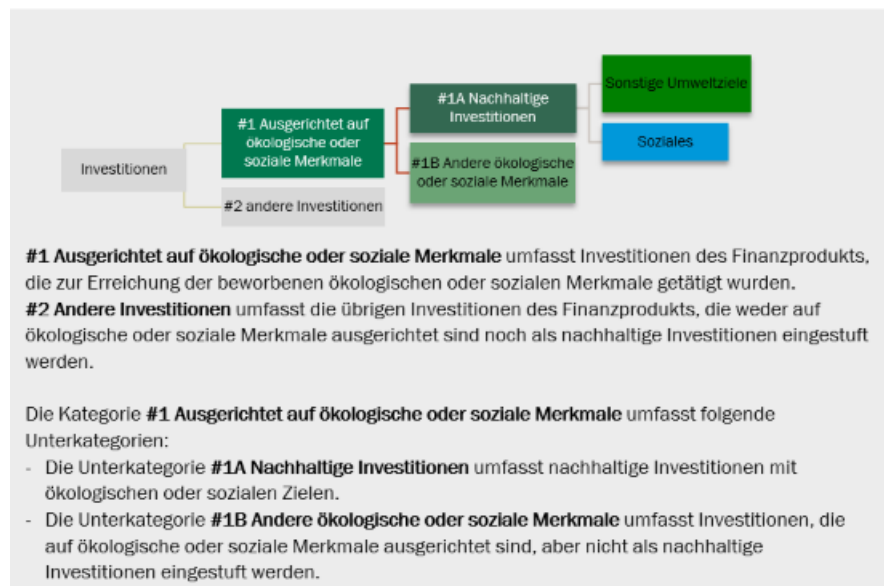 Investitionen
#1 Ausgerichtet auf
ökologische oder
soziale Merkmale
#2 andere Investitionen
#1A Nachhaltige
Investitionen
#1B Andere ökologische
oder soziale Merkmale
Sonstige Umweltziele
Soziales
#1 Ausgerichtet auf ökologische oder soziale Merkmale umfasst Investitionen des Finanzprodukts,
die zur Erreichung der beworbenen ökologischen oder sozialen Merkmale getätigt wurden.
#2 Andere Investitionen umfasst die übrigen Investitionen des Finanzprodukts, die weder auf
ökologische oder soziale Merkmale ausgerichtet sind noch als nachhaltige Investitionen eingestuft
werden.
Die Kategorie #1 Ausgerichtet auf ökologische oder soziale Merkmale umfasst folgende
Unterkategorien:
- Die Unterkategorie #1A Nachhaltige Investitionen umfasst nachhaltige Investitionen mit
ökologischen oder sozialen Zielen.
- Die Unterkategorie #1B Andere ökologische oder soziale Merkmale umfasst Investitionen, die
auf ökologische oder soziale Merkmale ausgerichtet sind, aber nicht als nachhaltige
Investitionen eingestuft werden.